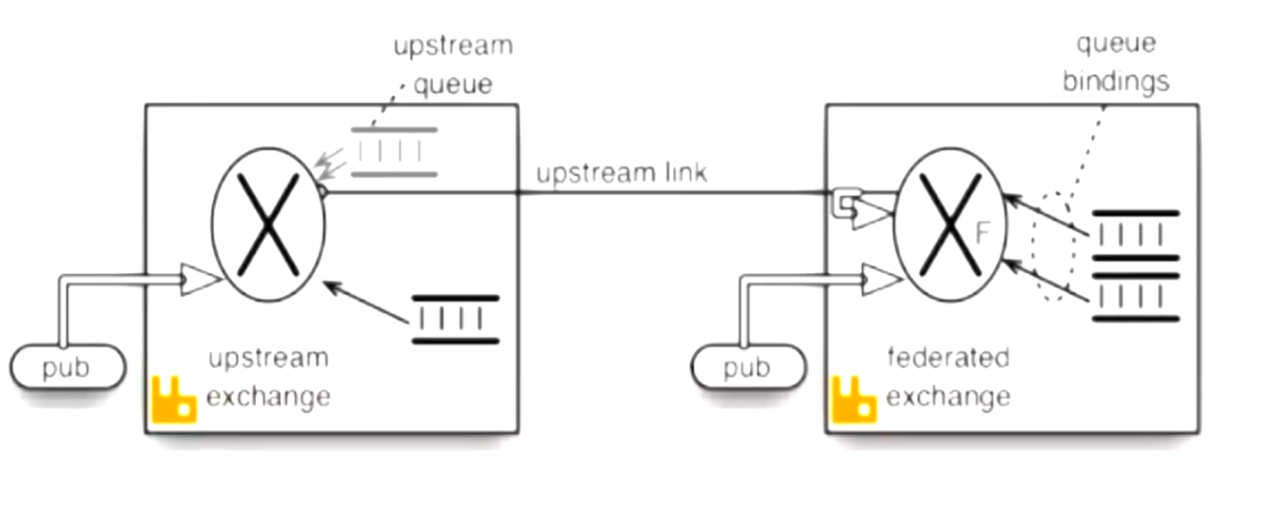 upstream
queue
queue
bindings
upstream link
F
upstream
exchange
pub
federated
exchange
pub